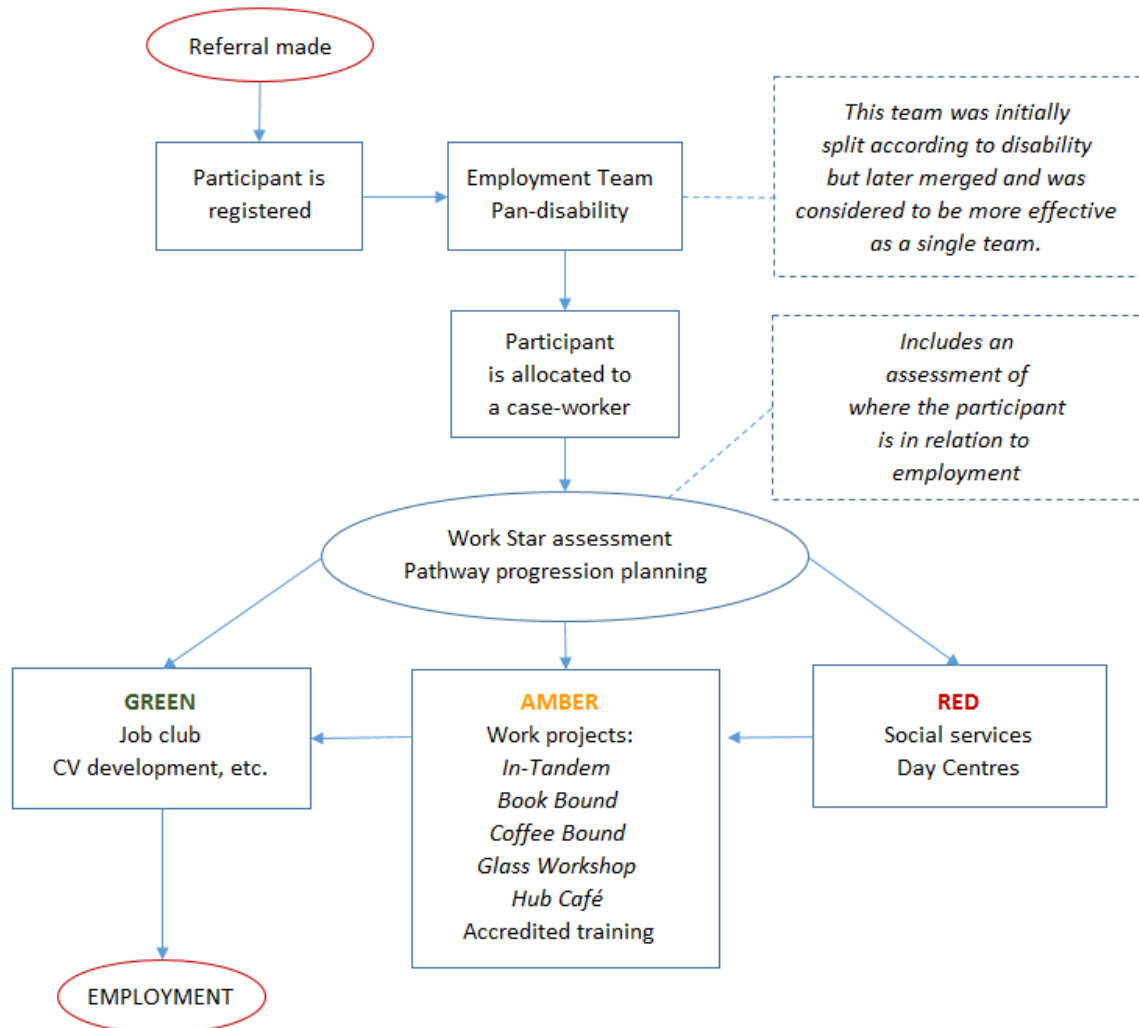 Referral made
Participant is
registered
Employment Team
Pan-disability
This team was initially
split according to disability
but later merged and was
considered to be more effective
as a single team.
Participant
is allocated to
a case-worker
Includes an
assessment of
where the participant
is in relation to
employment
Work Star assessment
Pathway progression planning
GREEN
Job club
CV development, etc.
AMBER
Work projects:
In-Tandem
Book Bound
Coffee Bound
Glass Workshop
Hub Café
Accredited training
RED
Social services
Day Centres
EMPLOYMENT